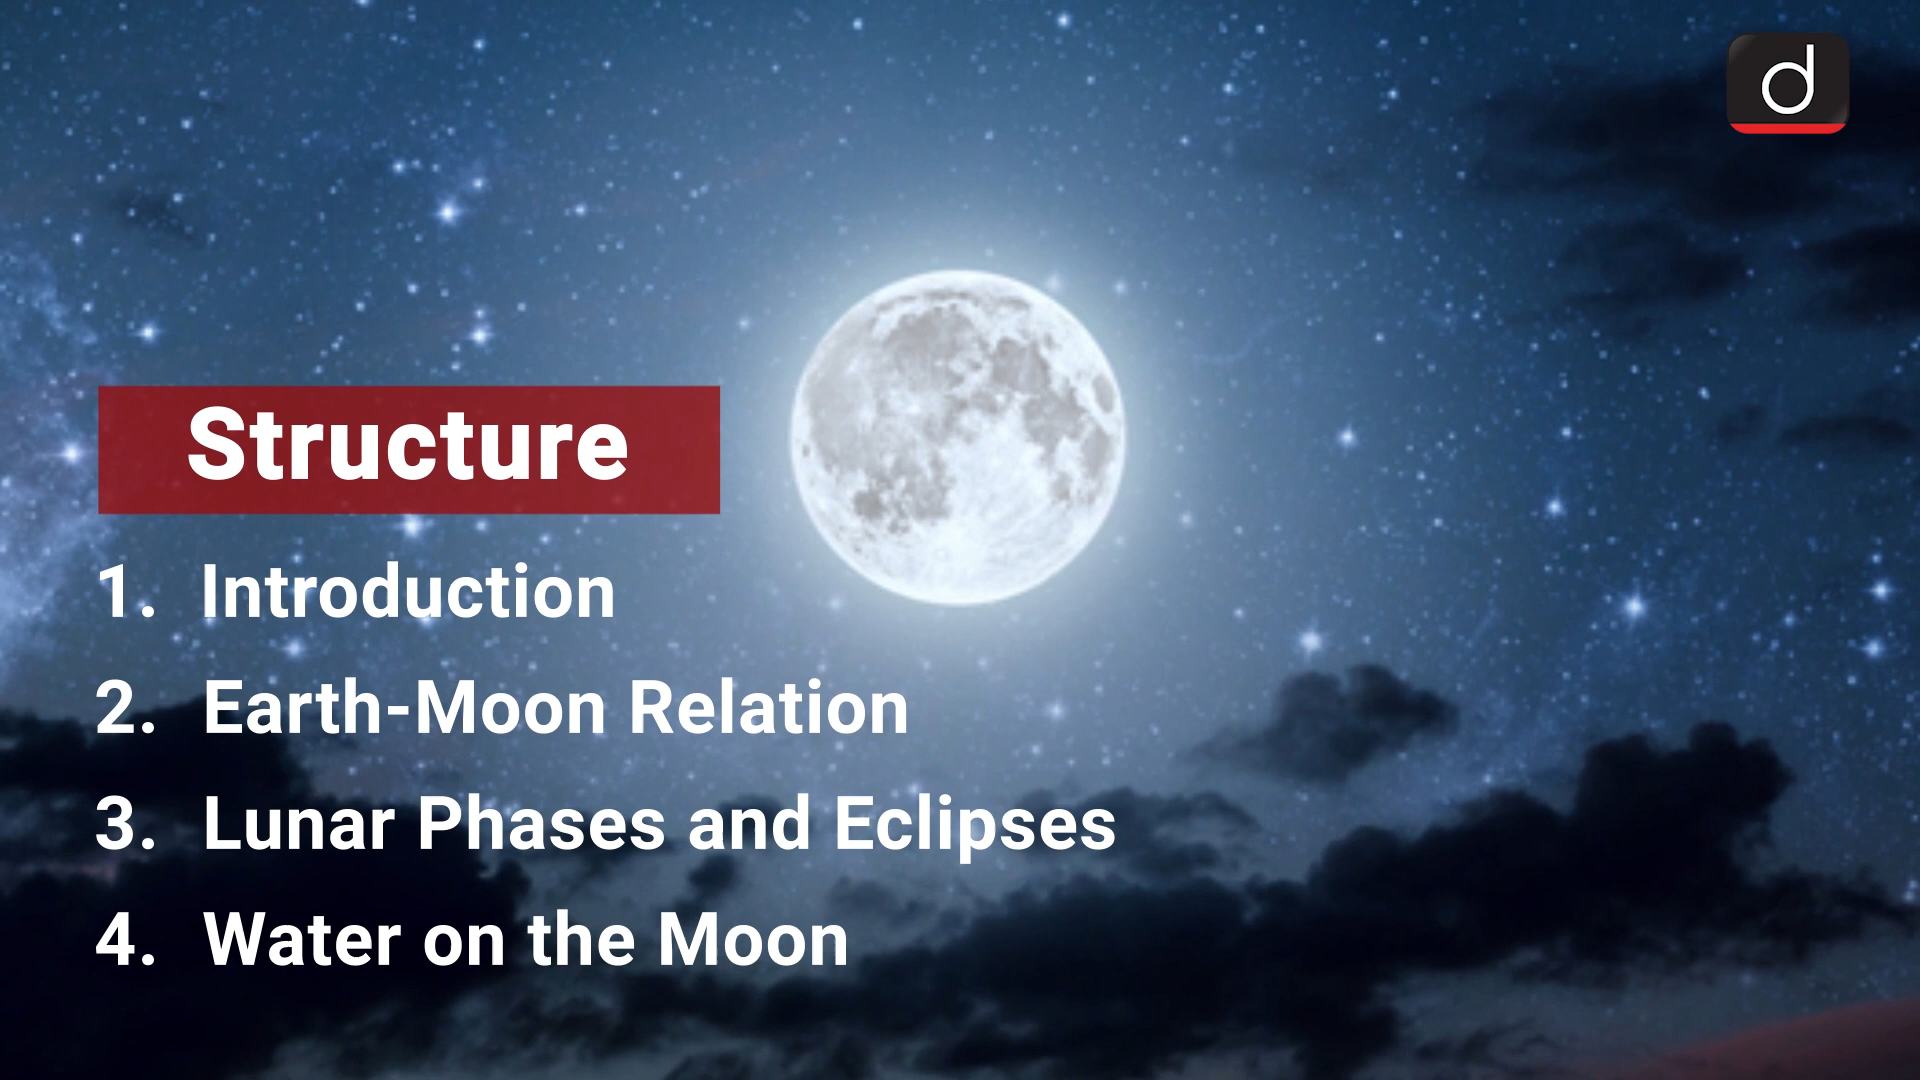 d
Structure
1. Introduction
2. Earth-Moon Relation
3. Lunar Phases and Eclipses
4. Water on the Moon